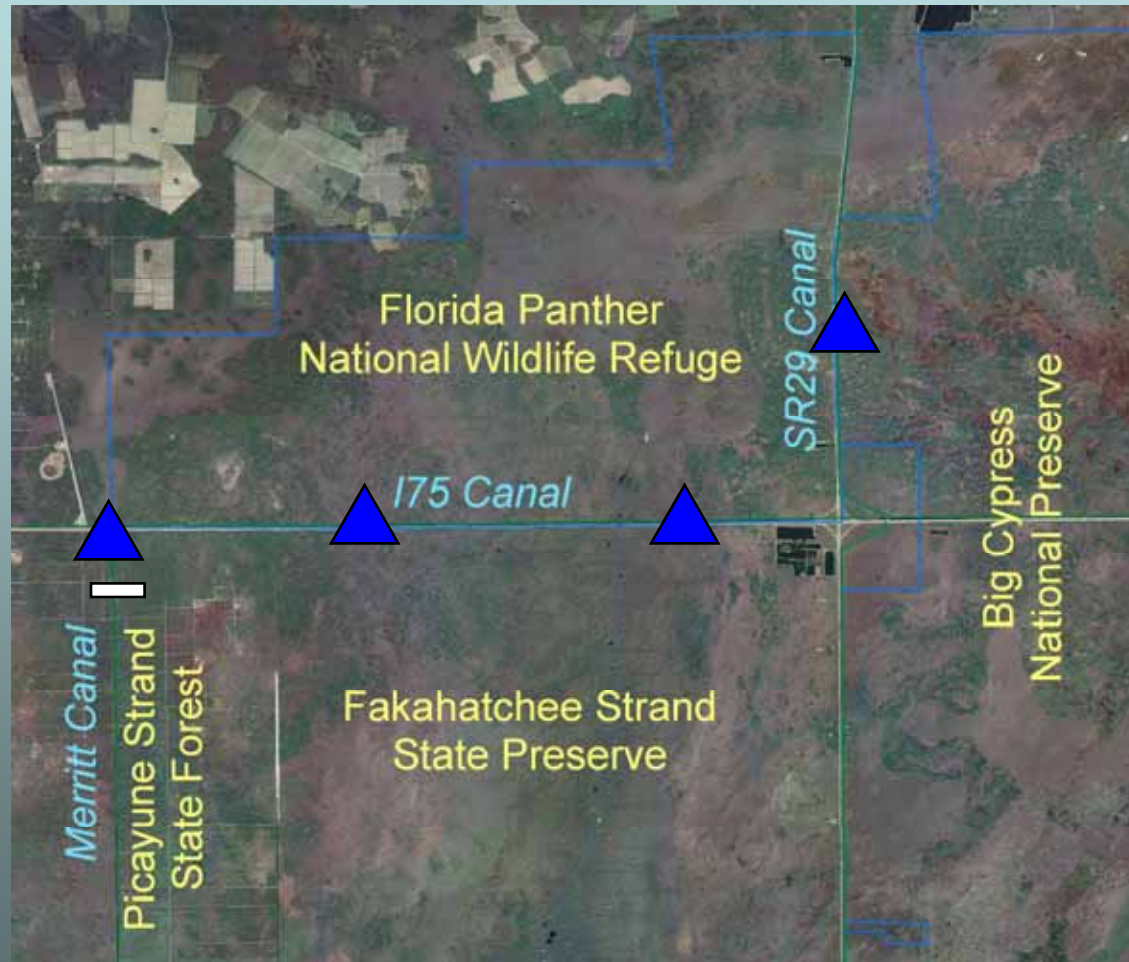 Florida Panther
National Wildlife Refuge
SR29 Canal
I75 Canal
Big Cypress
National Preserve
Merritt Canal
Picayune Strand
State Forest
Fakahatchee Strand
State Preserve